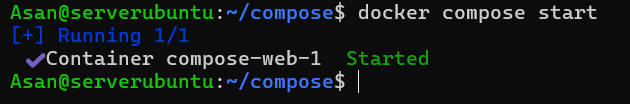 Asan@serverubuntu:~/compose$ docker compose start
[+] Running 1/1
✔Container compose-web-1  Started
Asan@serverubuntu:~/compose$